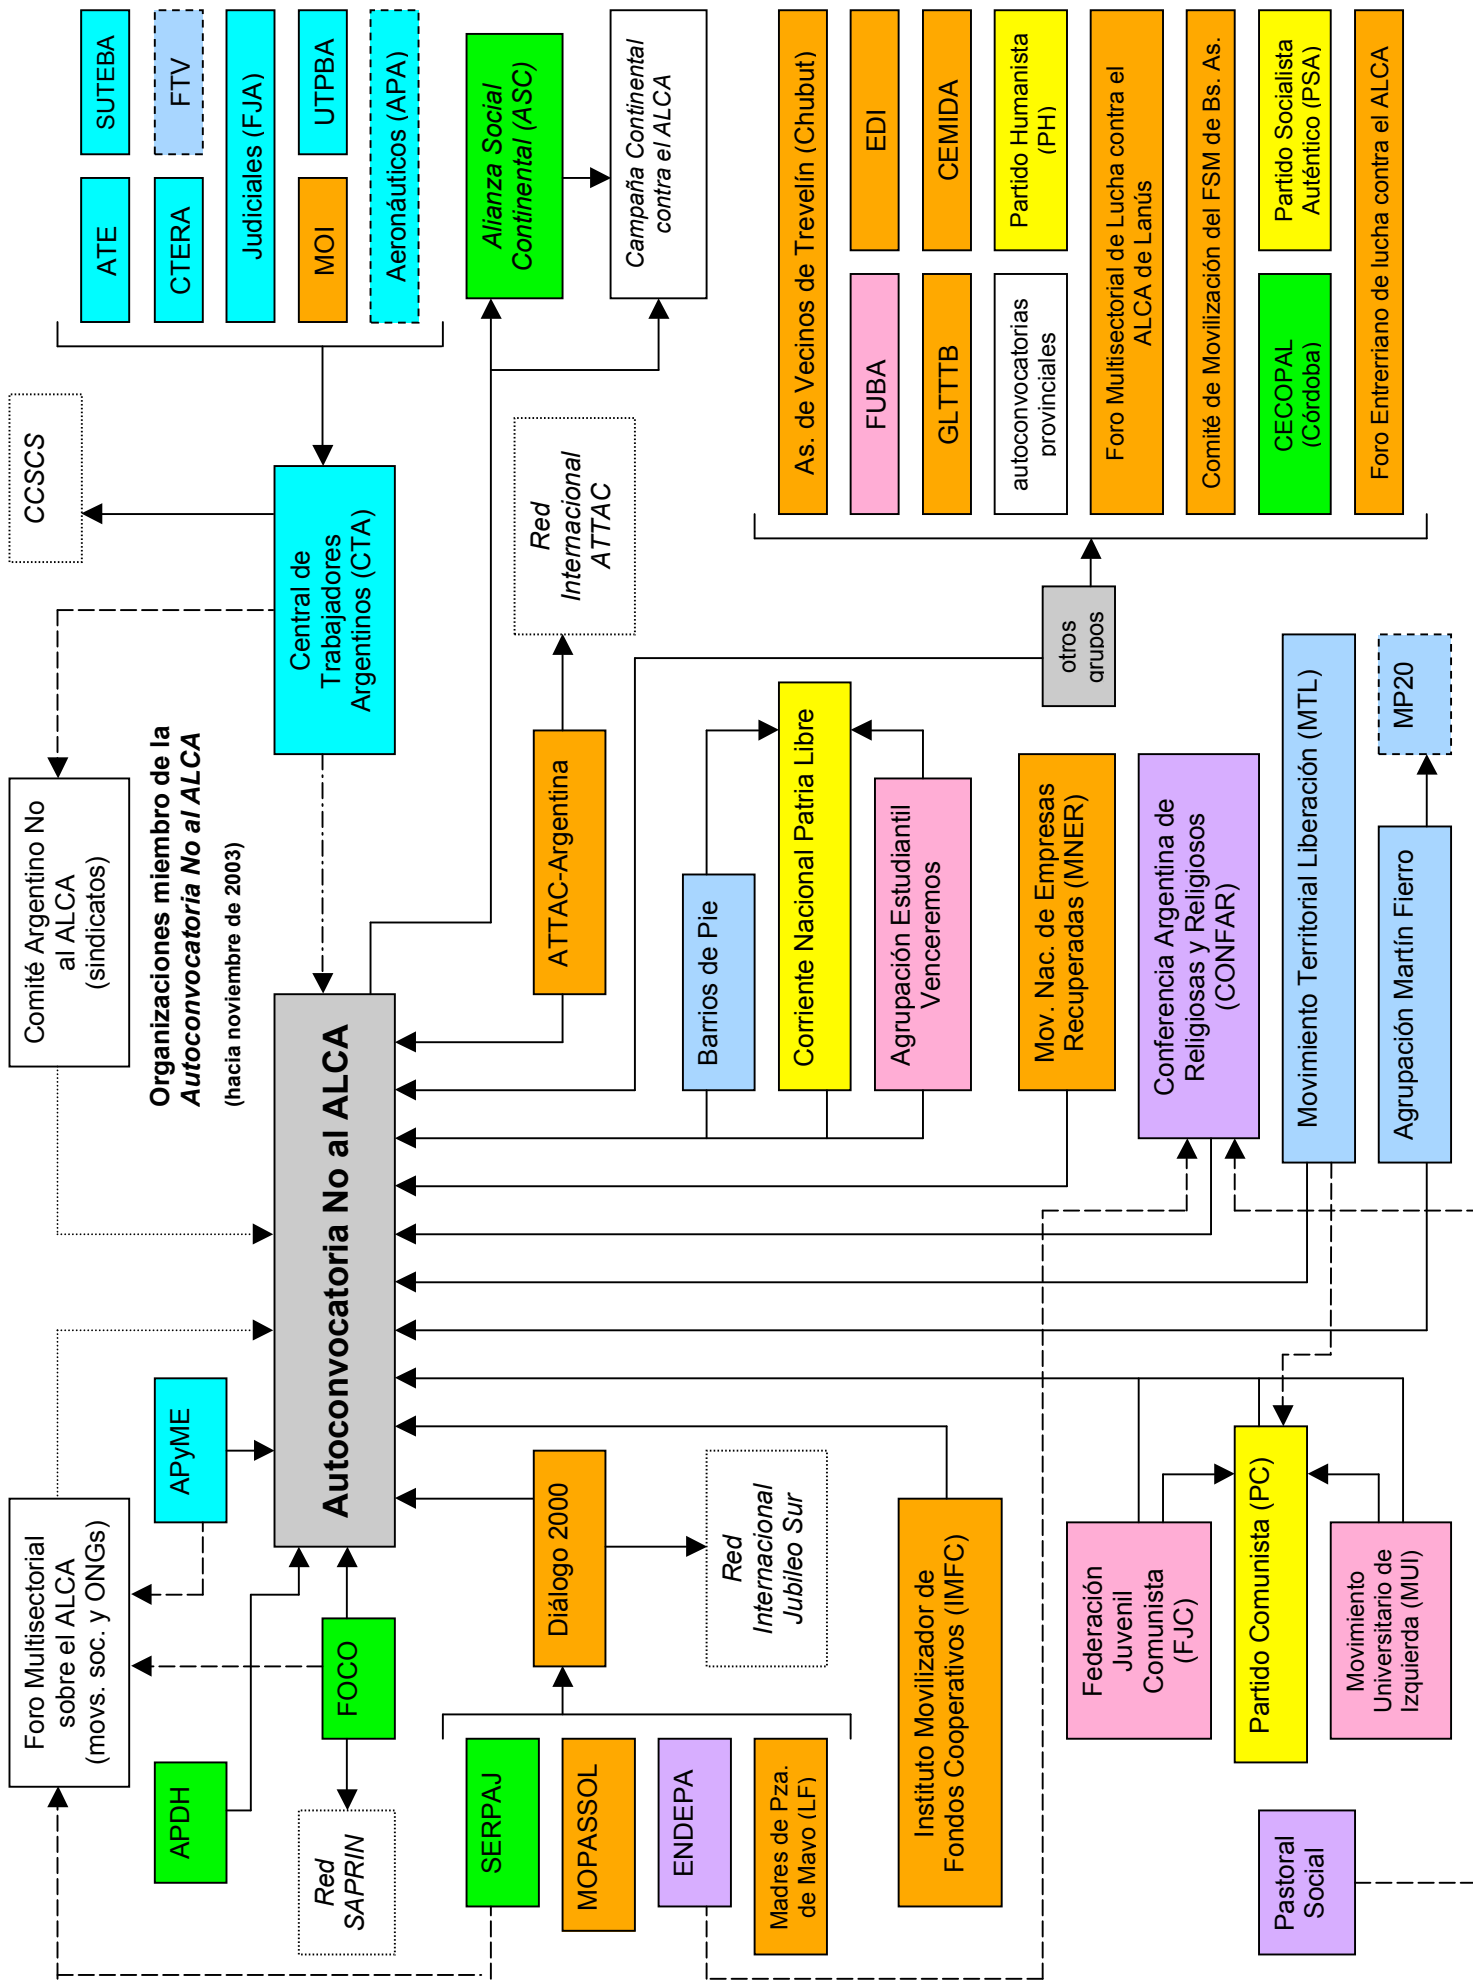 Foro Multisectorial
sobre el ALCA
(movs. soc. y ONGs)
Comité Argentino No
al ALCA
(sindicatos)
CCSCS
ATE
SUTEBA
CTERA
FTV
Judiciales (FJA)
MOI
UTPBA
Aeronáuticos (APA)
Organizaciones miembro de la
Autoconvocatoria No al ALCA
(hacia noviembre de 2003)
APDH
APyME
Red
SAPRIN
FOCO
Autoconvocatoria No al ALCA
Central de
Trabajadores
Argentinos (CTA)
Alianza Social
Continental (ASC)
Campaña Continental
contra el ALCA
SERPAJ
MOPASSOL
ENDEPA
Madres de Pza.
de Mayo (LF)
Diálogo 2000
Red
Internacional
Jubileo Sur
ATTAC-Argentina
Red
Internacional
ATTAC
Barrios de Pie
Corriente Nacional Patria Libre
Agrupación Estudiantil
Venceremos
Instituto Movilizador de
Fondos Cooperativos (IMFC)
Mov. Nac. de Empresas
Recuperadas (MNER)
otros
grupos
As. de Vecinos de Trevelín (Chubut)
FUBA
EDI
GLTTTB
CEMIDA
autoconvocatorias
provinciales
Partido Humanista
(PH)
Foro Multisectorial de Lucha contra el
ALCA de Lanús
Comité de Movilización del FSM de Bs. As.
CECOPAL
(Córdoba)
Partido Socialista
Auténtico (PSA)
Foro Entrerriano de lucha contra el ALCA
Federación
Juvenil
Comunista
(FJC)
Partido Comunista (PC)
Movimiento
Universitario de
Izquierda (MUI)
Conferencia Argentina de
Religiosas y Religiosos
(CONFAR)
Pastoral
Social
Movimiento Territorial Liberación (MTL)
Agrupación Martín Fierro
MP20